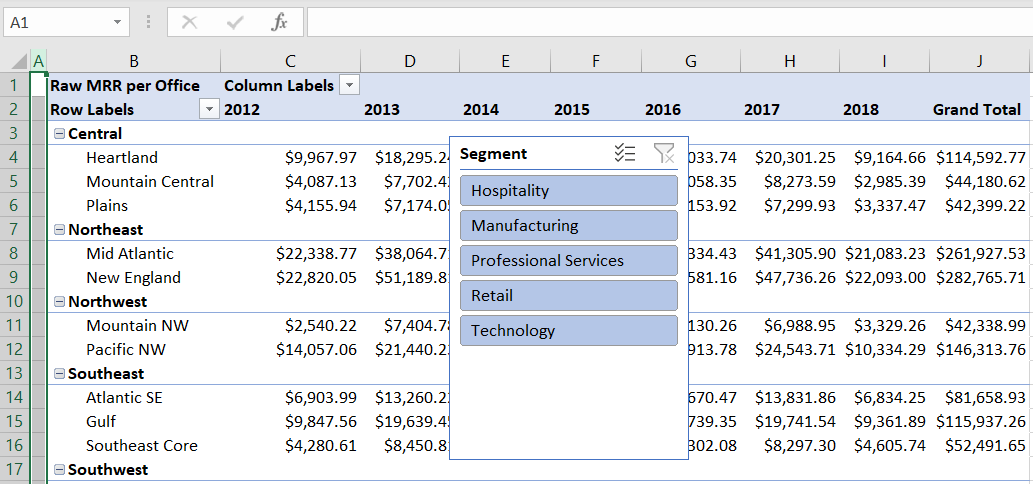 A1
fx
A B C D E F G H I J
1 Raw MRR per Office Column Labels
2 Row Labels 2012 2013 2014 2015 2016 2017 2018 Grand Total
3 Central
4 Heartland $9,967.97 $18,295.2 033.74 $20,301.25 $9,164.66 $114,592.77
5 Mountain Central $4,087.13 $7,702.4 058.35 $8,273.59 $2,985.39 $44,180.62
6 Plains $4,155.94 $7,174.0 153.92 $7,299.93 $3,337.47 $42,399.22
7 Northeast
8 Mid Atlantic $22,338.77 $38,064.7 334.43 $41,305.90 $21,083.23 $261,927.53
9 New England $22,820.05 $51,189.8 581.16 $47,736.26 $22,093.00 $282,765.71
10 Northwest
11 Mountain NW $2,540.22 $7,404.7 130.26 $6,988.95 $3,329.26 $42,338.99
12 Pacific NW $14,057.06 $21,440.2 913.78 $24,543.71 $10,334.29 $146,313.76
13 Southeast
14 Atlantic SE $6,903.99 $13,260.2 670.47 $13,831.86 $6,834.25 $81,658.93
15 Gulf $9,847.56 $19,639.4 739.35 $19,741.54 $9,361.89 $115,937.26
16 Southeast Core $4,280.61 $8,450.8 302.08 $8,297.30 $4,605.74 $52,491.65
17 Southwest
Segment
Hospitality
Manufacturing
Professional Services
Retail
Technology